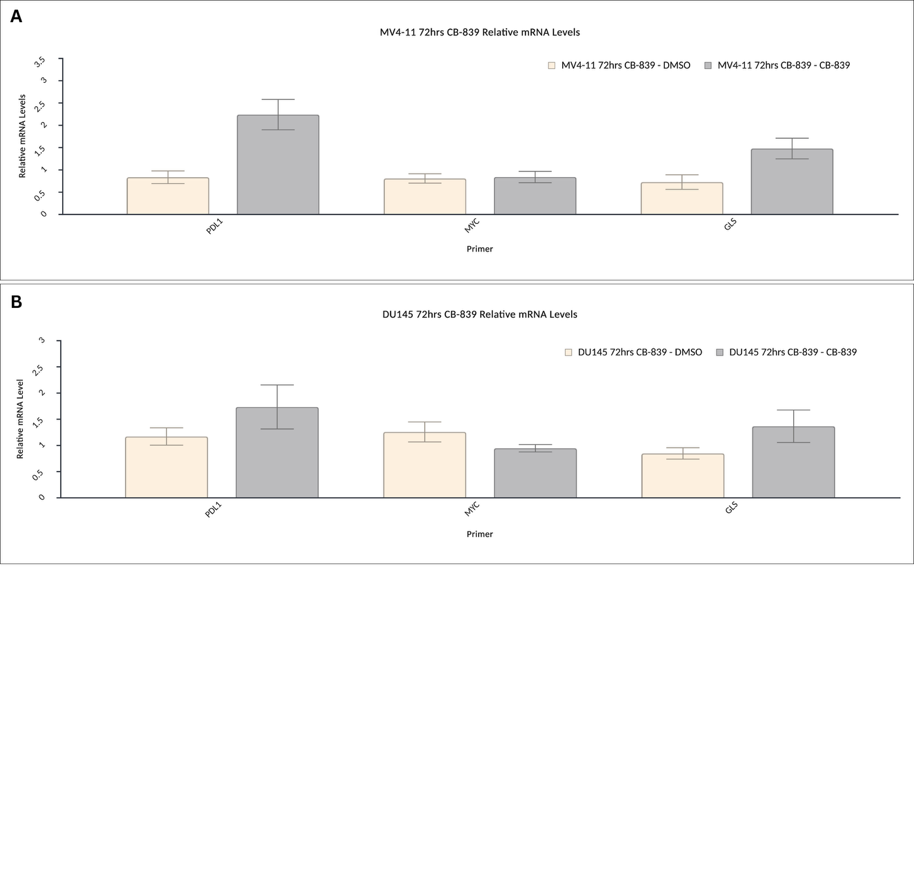 A
MV4-11 72hrs CB-839 Relative mRNA Levels
MV4-11 72hrs CB-839 - DMSO
MV4-11 72hrs CB-839 - CB-839
Relative mRNA Levels
3.5
3
2.5
2
1.5
1
0.5
0
PDL1
MYC
GLS
Primer
B
DU145 72hrs CB-839 Relative mRNA Levels
DU145 72hrs CB-839 - DMSO
DU145 72hrs CB-839 - CB-839
Relative mRNA Level
3
2.5
2
1.5
1
0.5
0
PDL1
MYC
GLS
Primer